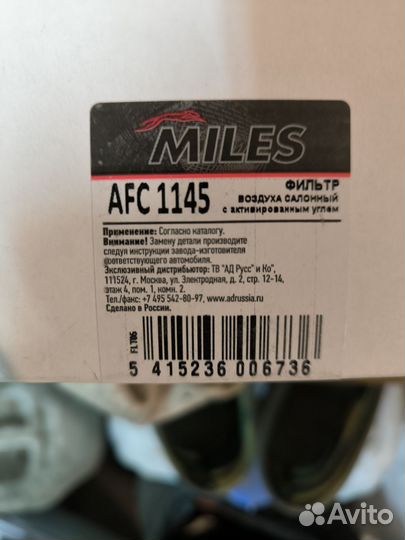 MILES
AFC 1145
ФИЛЬТР
ВОЗДУХА САЛОННЫЙ
с активированным углем
Применение: Согласно каталогу.
Внимание! Замену детали производите
следуя инструкции завода-изготовителя
соответствующего автомобиля.
Эксклюзивный дистрибьютор: ТВ "АД Русс" и Ко",
111524, г. Москва, ул. Электродная, д. 2, стр. 12-14,
этаж 4, пом. 1, комн. 2.
Тел./факс: +7 495 542-80-97, www.adrussia.ru
Сделано в России.
FLT06
5 415236 006736
Avito